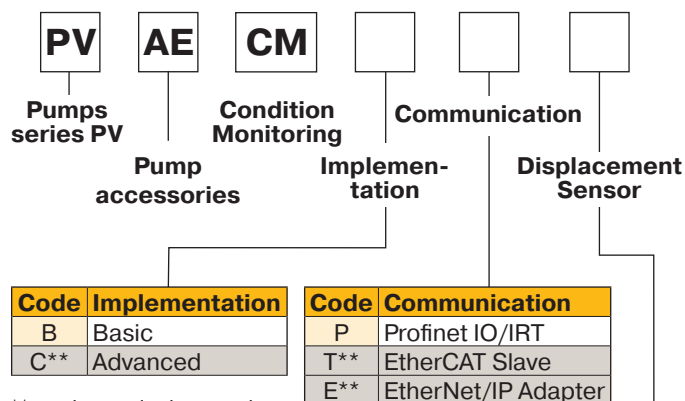 PV AE CM
Pumps series PV
Condition Monitoring
Communication
Pump accessories
Implemen-
tation
Displacement Sensor
Code Implementation
B Basic
C** Advanced
Code Communication
P Profinet IO/IRT
T** EtherCAT Slave
E** EtherNet/IP Adapter